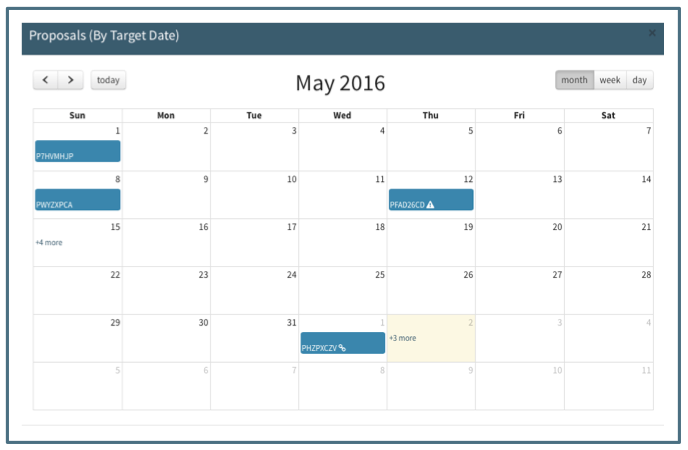 Proposals (By Target Date) ×
today May 2016 month week day
Sun Mon Tue Wed Thu Fri Sat
1 2 3 4 5 6 7
P7HVMHJP
8 9 10 11 12 13 14
PWYZXPCA PFAD26CD
15 16 17 18 19 20 21
+4 more
22 23 24 25 26 27 28
29 30 31 1 2 3 4
PHZPXCZV +3 more
5 6 7 8 9 10 11